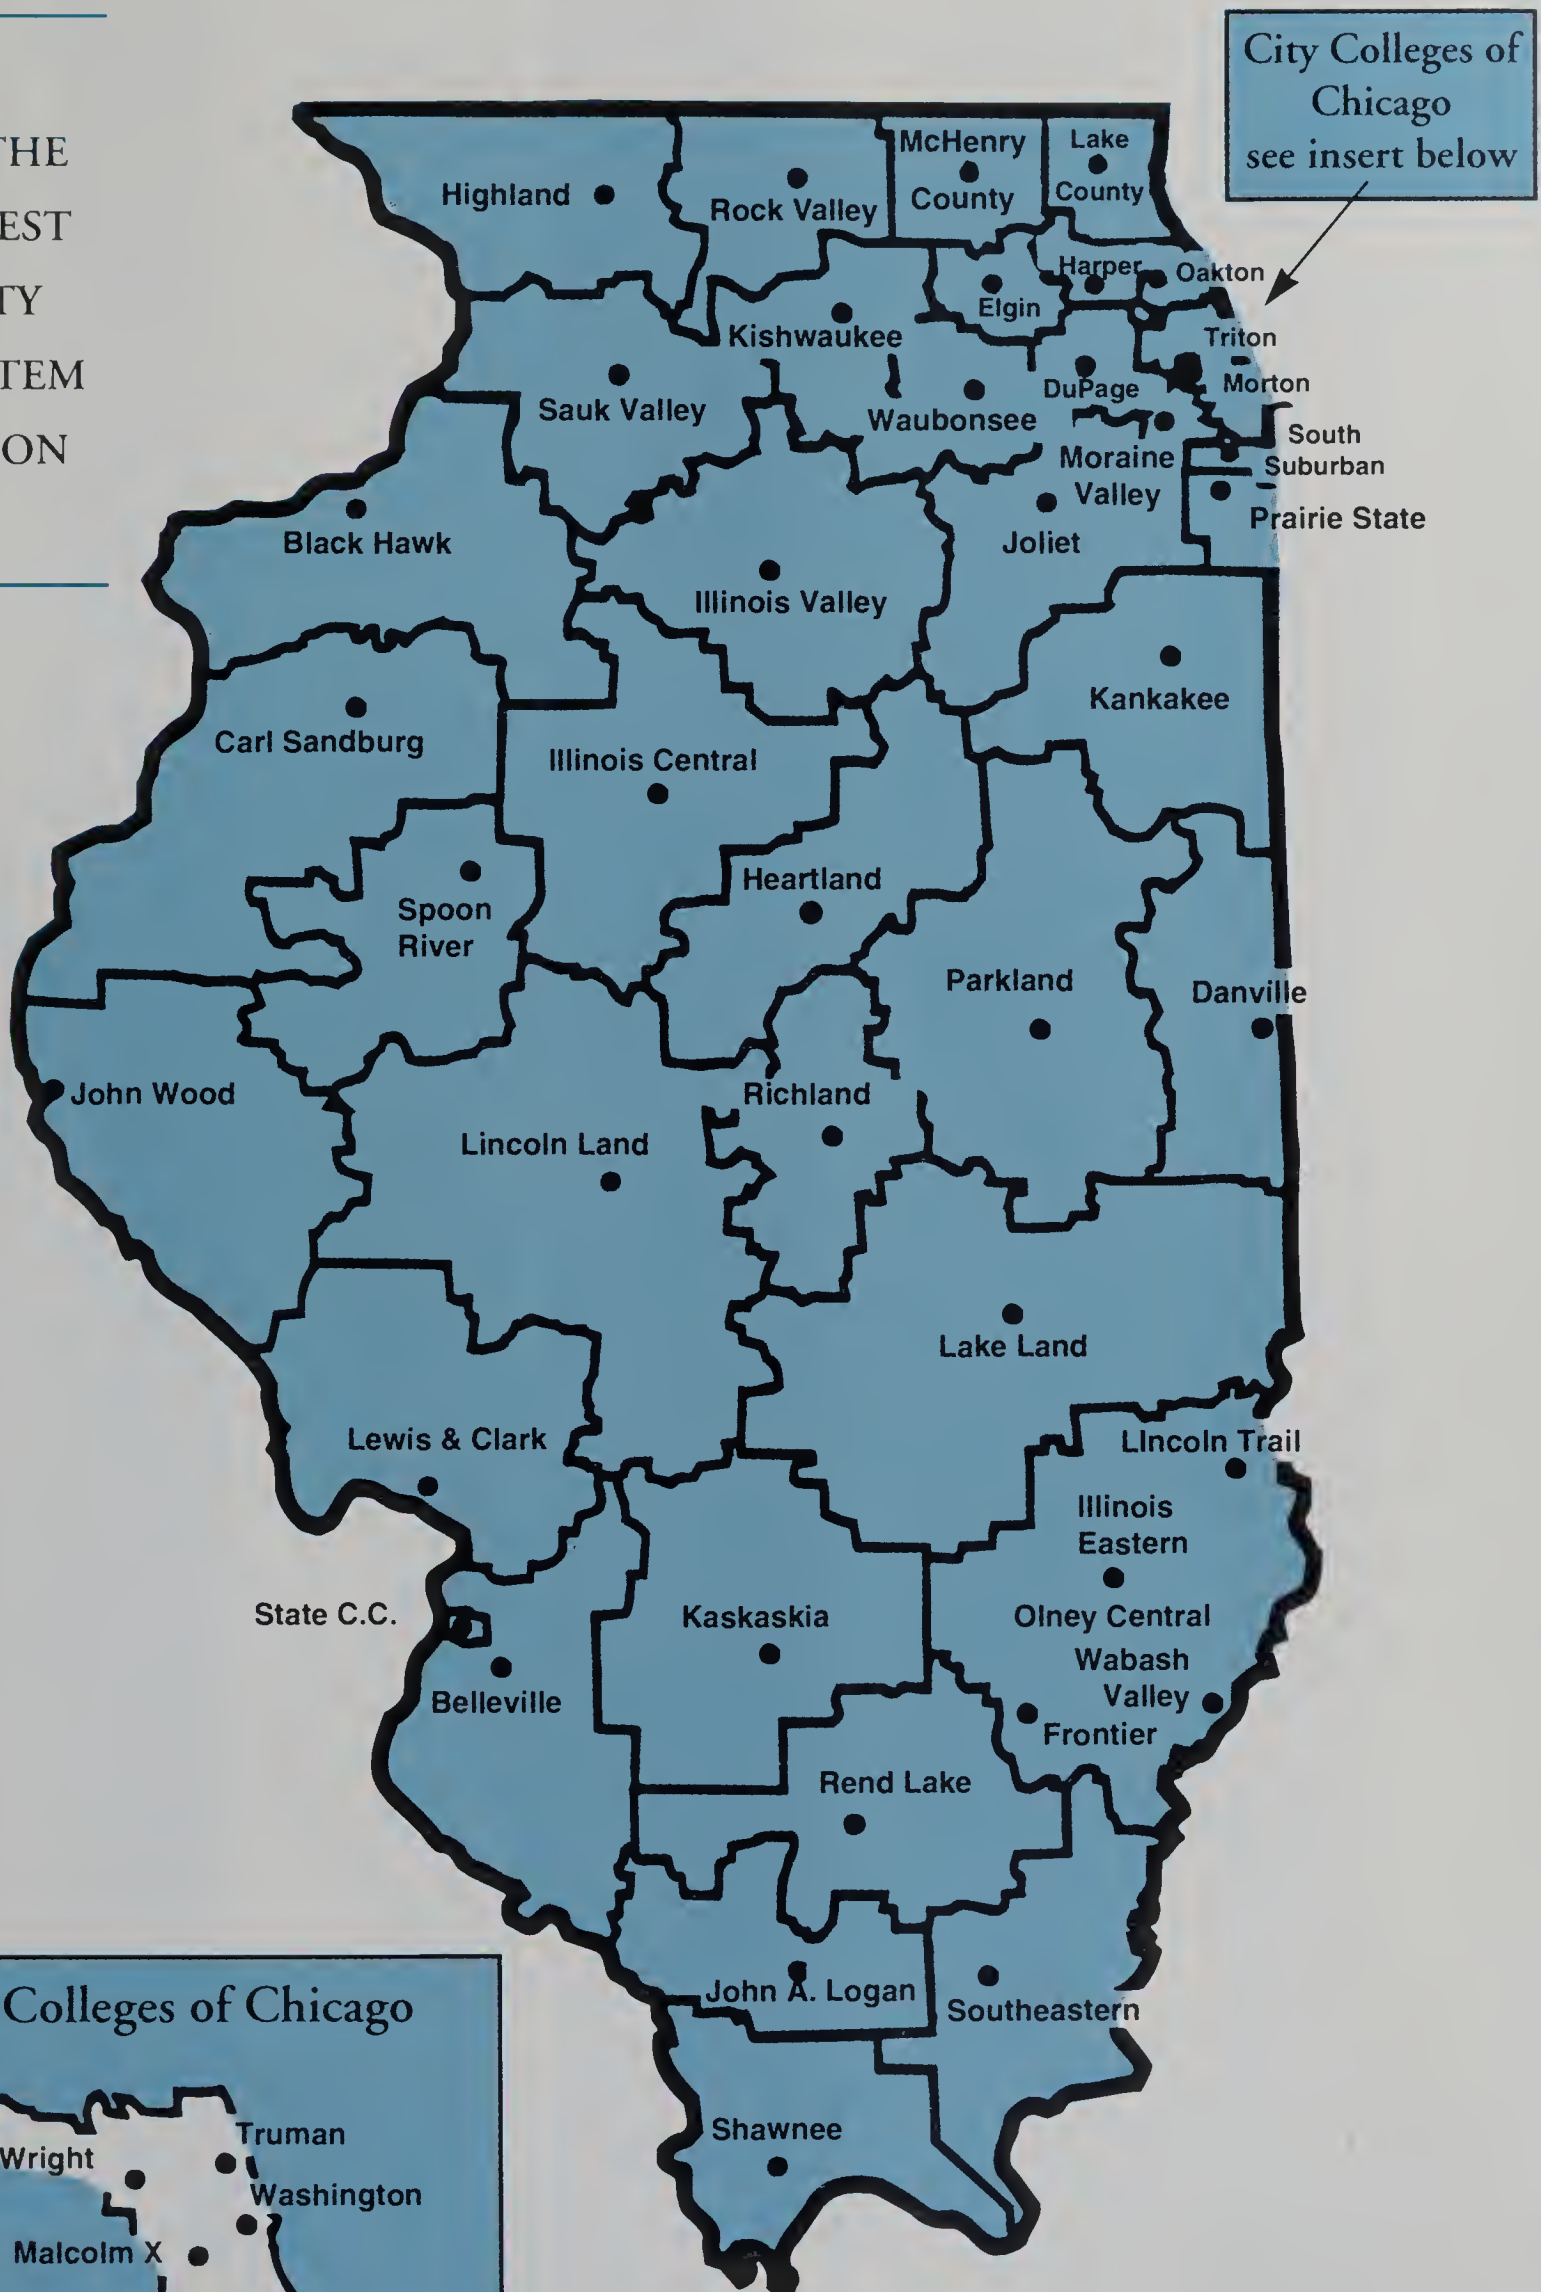 THE
EST
TY
TEM
ON
City Colleges of
Chicago
see insert below
Highland
Rock Valley
McHenry
County
Lake
County
Harper
Oakton
Elgin
Kishwaukee
Triton
Sauk Valley
DuPage
Morton
Waubonsee
South
Suburban
Moraine
Valley
Prairie State
Black Hawk
Joliet
Illinois Valley
Kankakee
Carl Sandburg
Illinois Central
Heartland
Spoon
River
Parkland
Danville
John Wood
Richland
Lincoln Land
Lake Land
Lewis & Clark
LIncoln Trail
Illinois
Eastern
State C.C.
Kaskaskia
Olney Central
Wabash
Valley
Belleville
Frontier
Rend Lake
John A. Logan
Southeastern
Shawnee
Colleges of Chicago
Truman
Wright
Washington
Malcolm X